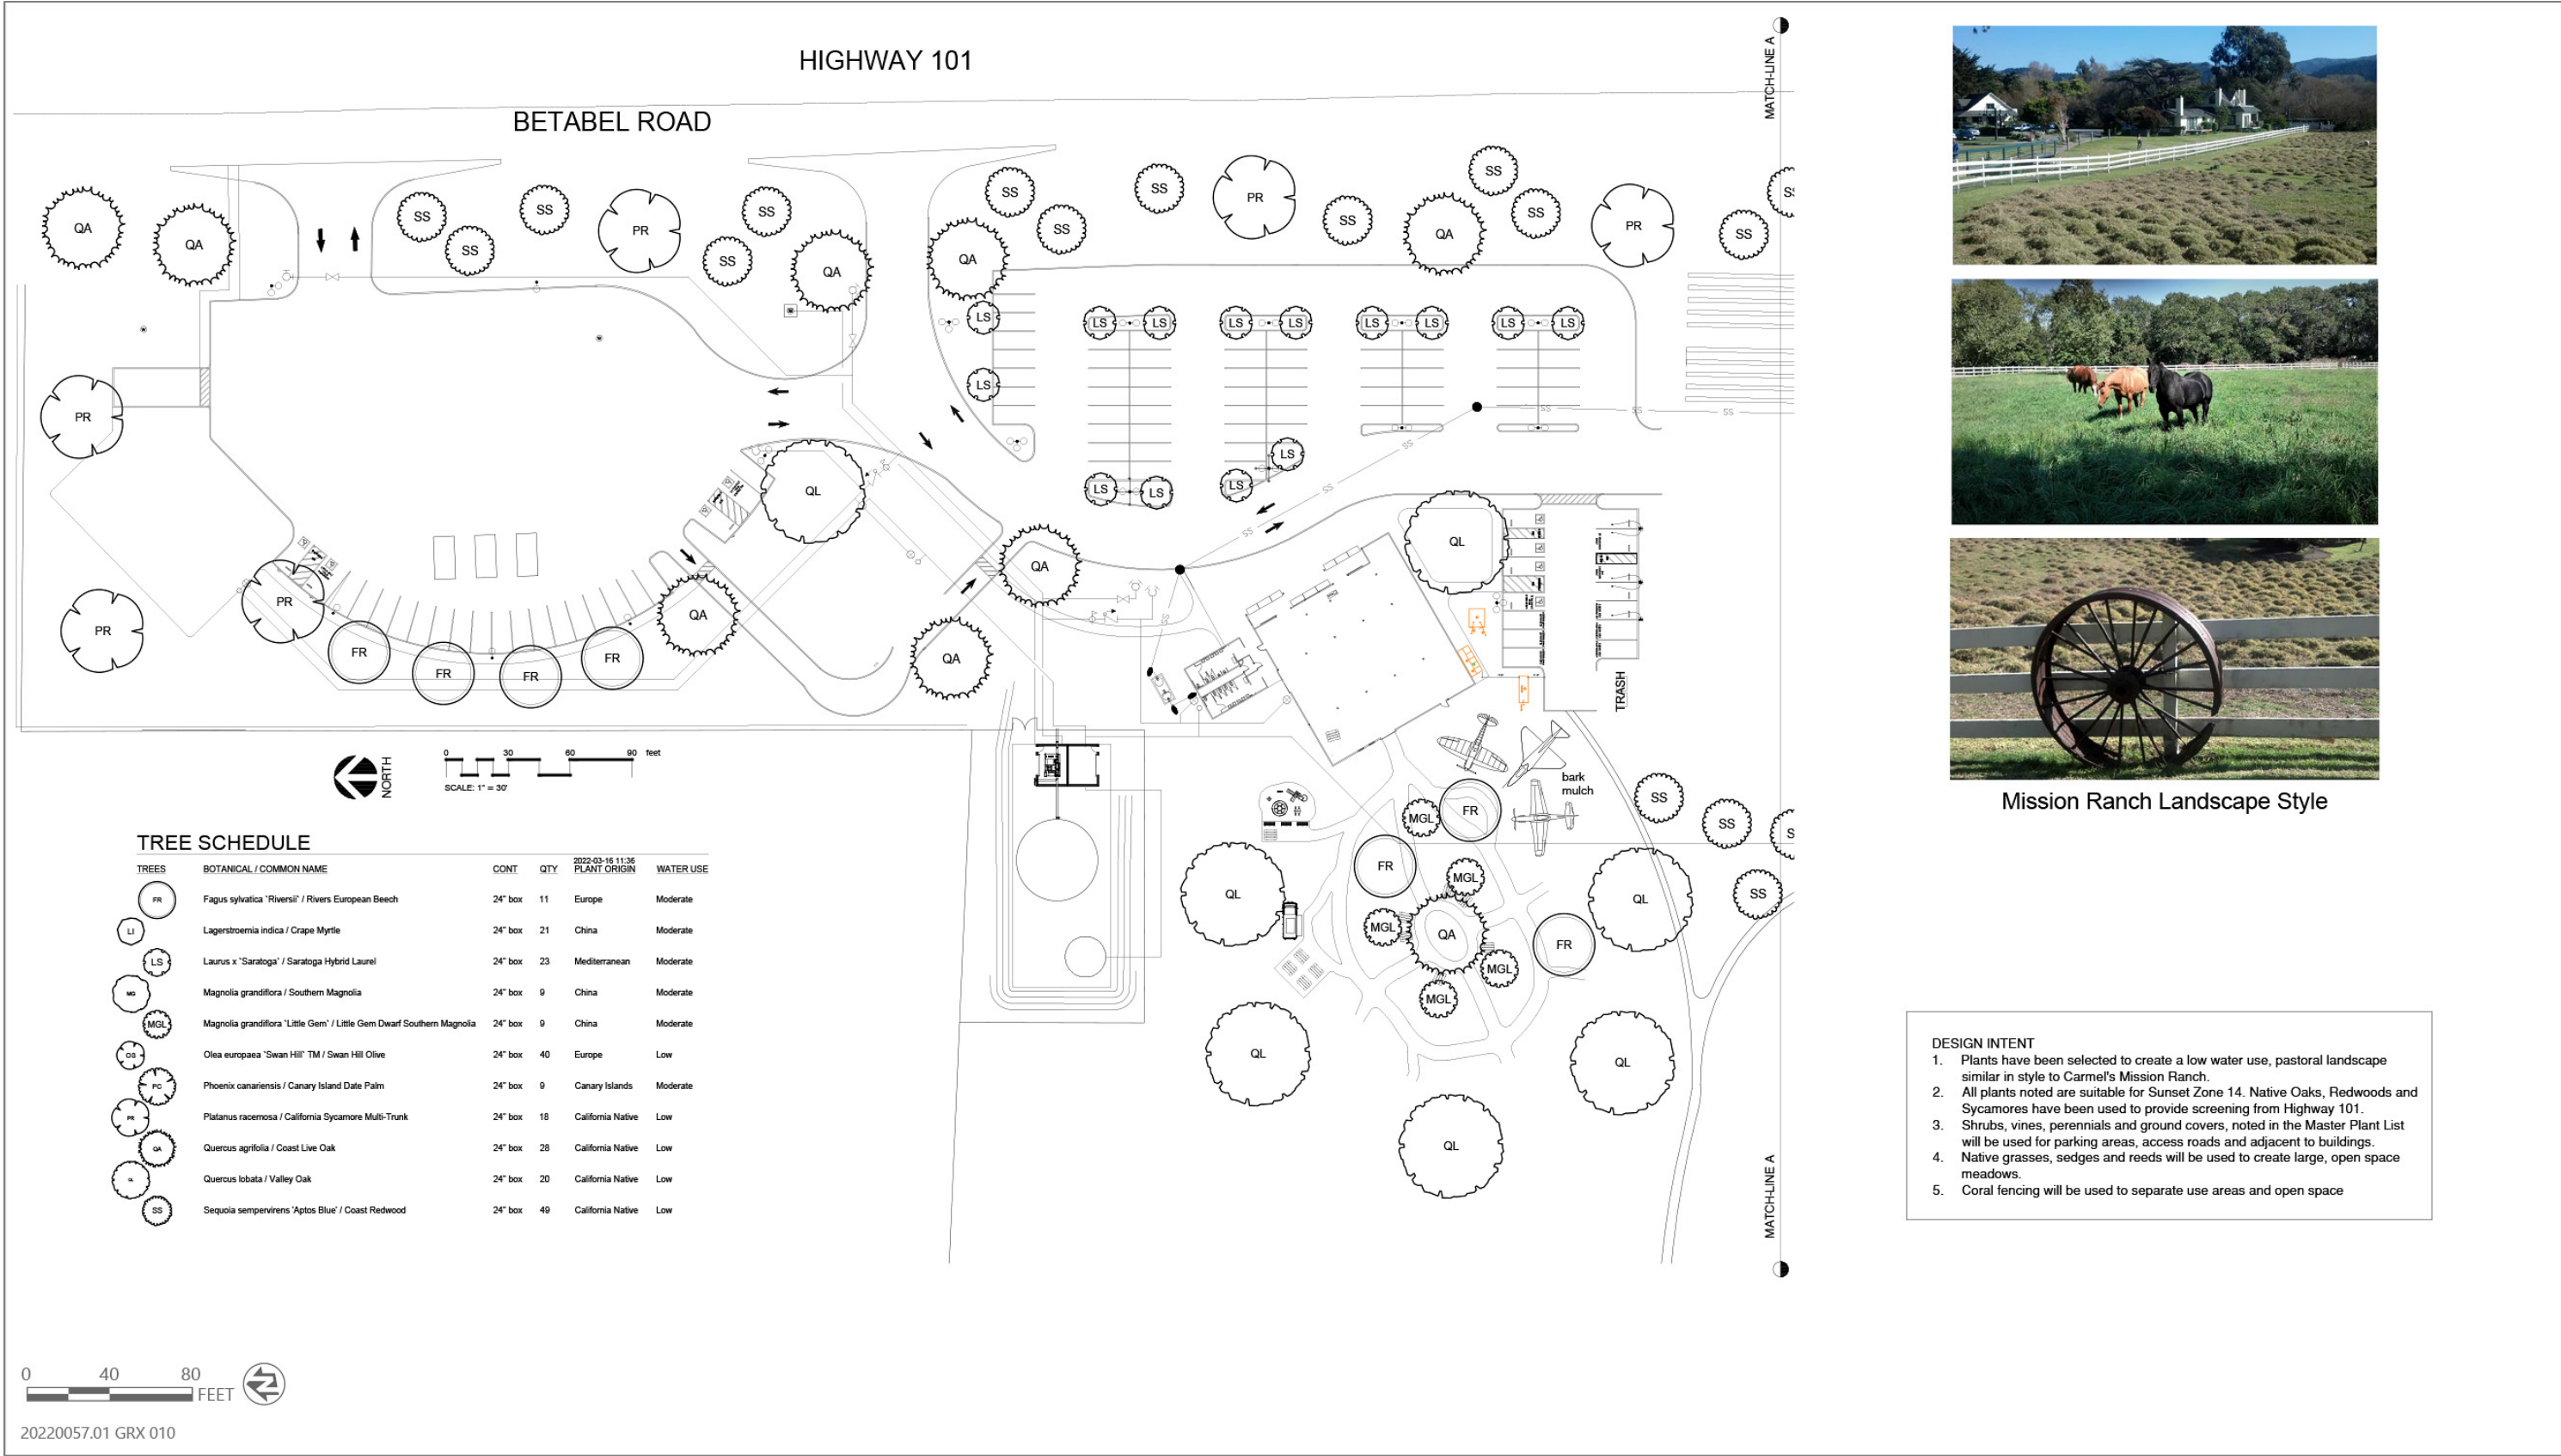 HIGHWAY 101
MATCH-LINE A
BETABEL ROAD
QA
QA
SS
SS
SS
PR
SS
SS
QA
QA
SS
SS
SS
PR
SS
QA
SS
SS
PR
SS
SS
LS
LS
LS
LS
LS
LS
LS
LS
LS
LS
LS
LS
LS
LS
PR
PR
PR
QL
QL
SS
SS
SS
SS
SS
SS
SS
FR
FR
FR
FR
QA
QA
QA
TRASH
NORTH
0 30 60 90 feet
SCALE: 1" = 30'
bark
mulch
FR
MGL
FR
MGL
MGL
QA
MGL
MGL
FR
QL
QL
QL
QL
QL
SS
SS
S
SS
MATCH-LINE A
TREE SCHEDULE
TREES BOTANICAL / COMMON NAME CONT QTY 2022-03-16 11:36 PLANT ORIGIN WATER USE
FR Fagus sylvatica `Riversii` / Rivers European Beech 24" box 11 Europe Moderate
LI Lagerstroemia indica / Crape Myrtle 24" box 21 China Moderate
LS Laurus x `Saratoga` / Saratoga Hybrid Laurel 24" box 23 Mediterranean Moderate
MG Magnolia grandiflora / Southern Magnolia 24" box 9 China Moderate
MGL Magnolia grandiflora `Little Gem` / Little Gem Dwarf Southern Magnolia 24" box 9 China Moderate
OS Olea europaea `Swan Hill` TM / Swan Hill Olive 24" box 40 Europe Low
PC Phoenix canariensis / Canary Island Date Palm 24" box 9 Canary Islands Moderate
PR Platanus racemosa / California Sycamore Multi-Trunk 24" box 18 California Native Low
QA Quercus agrifolia / Coast Live Oak 24" box 28 California Native Low
QL Quercus lobata / Valley Oak 24" box 20 California Native Low
SS Sequoia sempervirens 'Aptos Blue' / Coast Redwood 24" box 49 California Native Low
Mission Ranch Landscape Style
DESIGN INTENT
1. Plants have been selected to create a low water use, pastoral landscape
similar in style to Carmel's Mission Ranch.
2. All plants noted are suitable for Sunset Zone 14. Native Oaks, Redwoods and
Sycamores have been used to provide screening from Highway 101.
3. Shrubs, vines, perennials and ground covers, noted in the Master Plant List
will be used for parking areas, access roads and adjacent to buildings.
4. Native grasses, sedges and reeds will be used to create large, open space
meadows.
5. Coral fencing will be used to separate use areas and open space
0 40 80
FEET
20220057.01 GRX 010